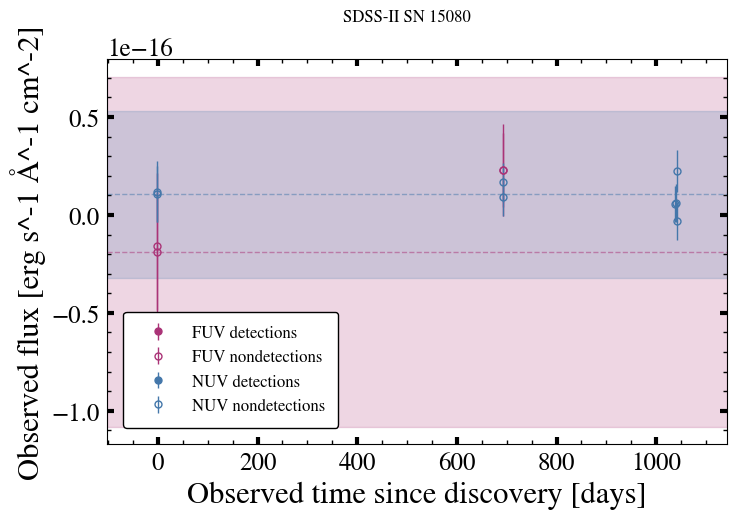 SDSS-II SN 15080
1e−16
Observed flux [erg s^-1 Å^-1 cm^-2]
0.5
0.0
−0.5
−1.0
FUV detections
FUV nondetections
NUV detections
NUV nondetections
0 200 400 600 800 1000
Observed time since discovery [days]